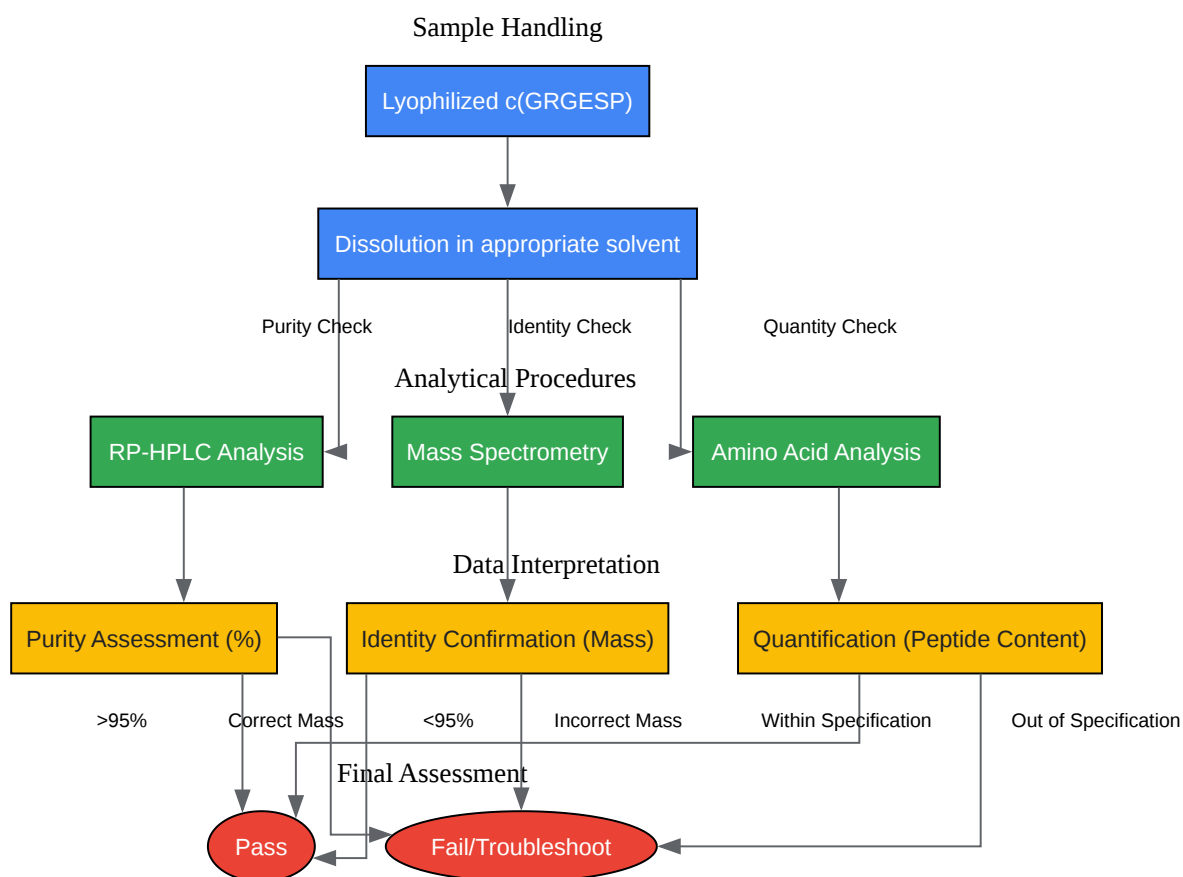 Sample Handling
Lyophilized c(GRGESP)
Dissolution in appropriate solvent
Purity Check
Identity Check
Quantity Check
Analytical Procedures
RP-HPLC Analysis
Mass Spectrometry
Amino Acid Analysis
Data Interpretation
Purity Assessment (%)
Identity Confirmation (Mass)
Quantification (Peptide Content)
>95%
Correct Mass
<95%
Incorrect Mass
Within Specification
Out of Specification
Final Assessment
Pass
Fail/Troubleshoot